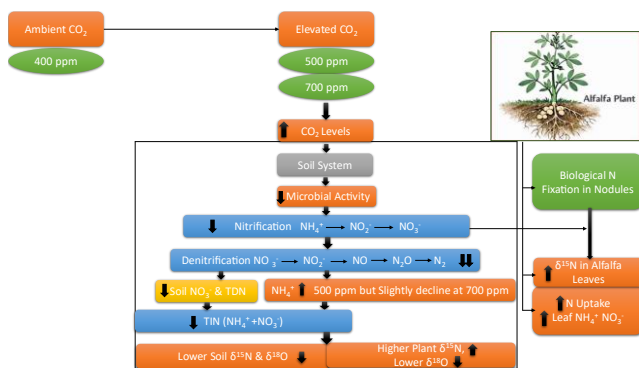 Ambient CO₂
Elevated CO₂
400 ppm
500 ppm
700 ppm
Alfalfa Plant
CO₂ Levels
Soil System
Microbial Activity
Biological N
Fixation in Nodules
Nitrification NH₄⁺ → NO₂⁻ → NO₃⁻
Denitrification NO ₃⁻ → NO₂⁻ → NO → N₂O → N₂
δ¹⁵N in Alfalfa
Leaves
Soil NO₃⁻ & TDN
NH₄⁺ 500 ppm but Slightly decline at 700 ppm
N Uptake
Leaf NH₄⁺ NO₃⁻
TIN (NH₄⁺+NO₃⁻)
Lower Soil δ¹⁵N & δ¹⁸O
Higher Plant δ¹⁵N,
Lower δ¹⁸O